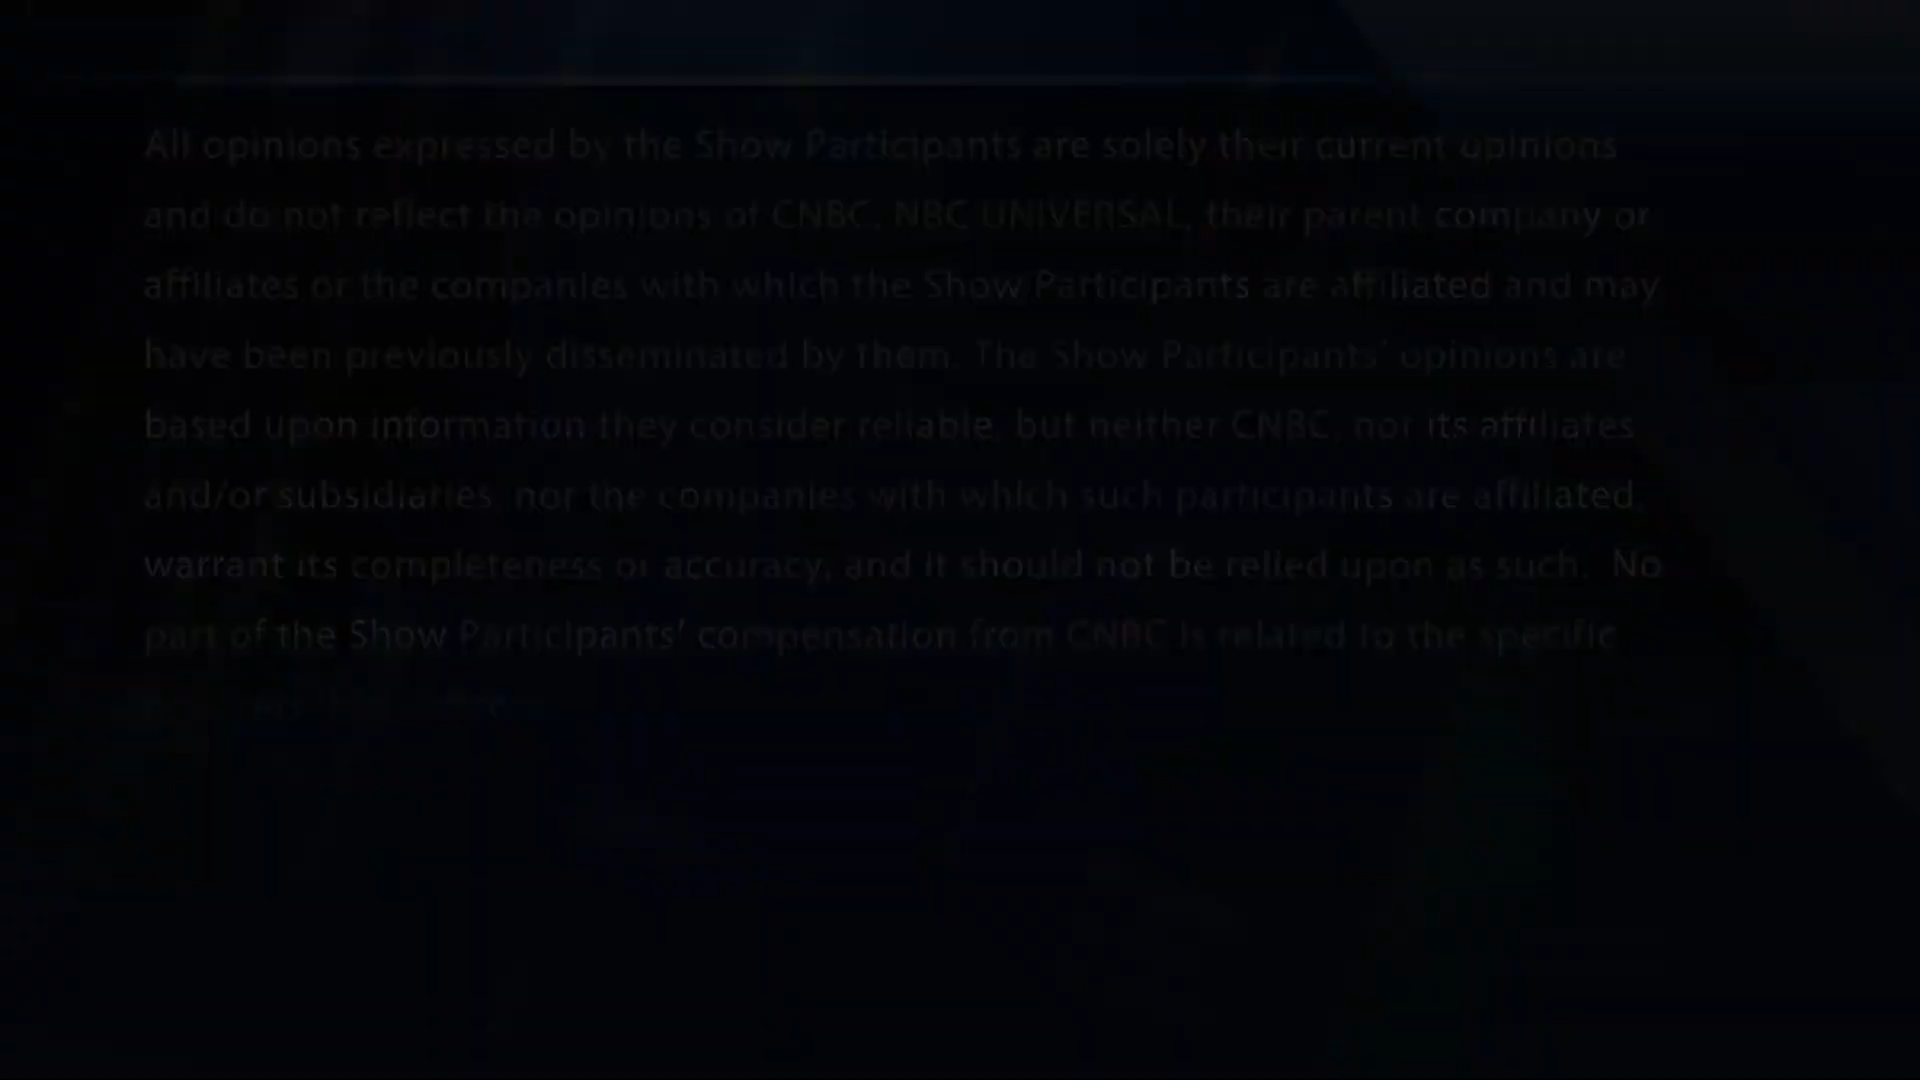 All opinions expressed by the Show Participants are solely their current opinions
and do not reflect the opinions of CNBC, NBC UNIVERSAL, their parent company or
affiliates or the companies with which the Show Participants are affiliated and may
have been previously disseminated by them. The Show Participants' opinions are
based upon information they consider reliable, but neither CNBC, nor its affiliates
and/or subsidiaries, nor the companies with which such participants are affiliated,
warrant its completeness or accuracy, and it should not be relied upon as such. No
part of the Show Participants' compensation from CNBC is related to the specific